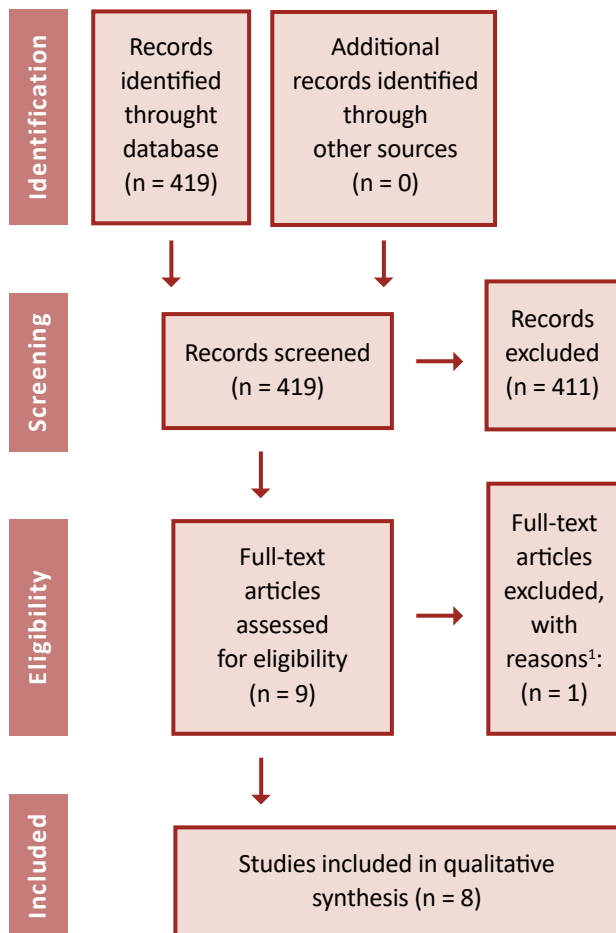 Identification
Records
identified
throught
database
(n = 419)
Additional
records identified
through
other sources
(n = 0)
Screening
Records screened
(n = 419)
Records
excluded
(n = 411)
Eligibility
Full-text
articles
assessed
for eligibility
(n = 9)
Full-text
articles
excluded,
with
reasons¹:
(n = 1)
Included
Studies included in qualitative
synthesis (n = 8)